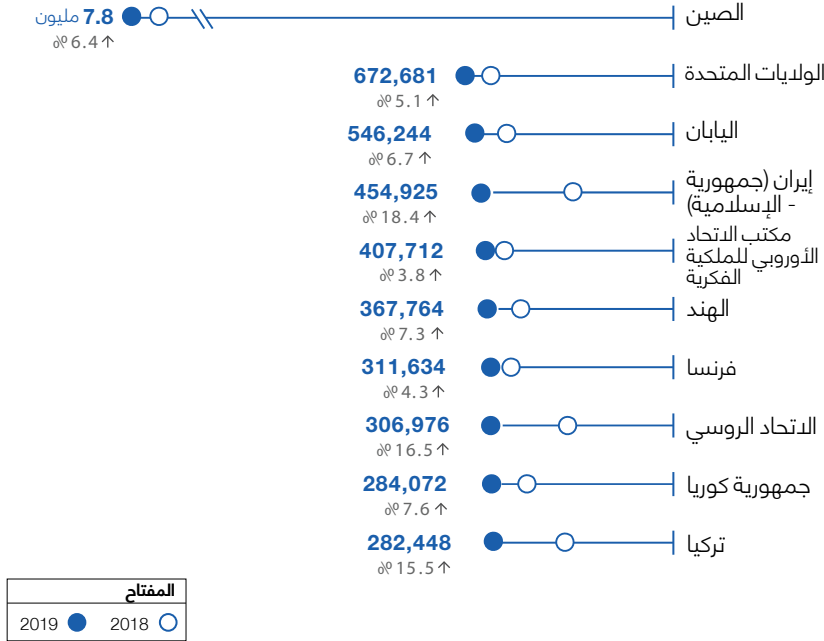 الصين
7.8 مليون
↑6.4%
الولايات المتحدة
672,681
↑5.1%
اليابان
546,244
↑6.7%
إيران (جمهورية
- الإسلامية)
454,925
↑18.4%
مكتب الاتحاد
الأوروبي للملكية
الفكرية
407,712
↑3.8%
الهند
367,764
↑7.3%
فرنسا
311,634
↑4.3%
الاتحاد الروسي
306,976
↑16.5%
جمهورية كوريا
284,072
↑7.6%
تركيا
282,448
↑15.5%
المفتاح
2018 2019